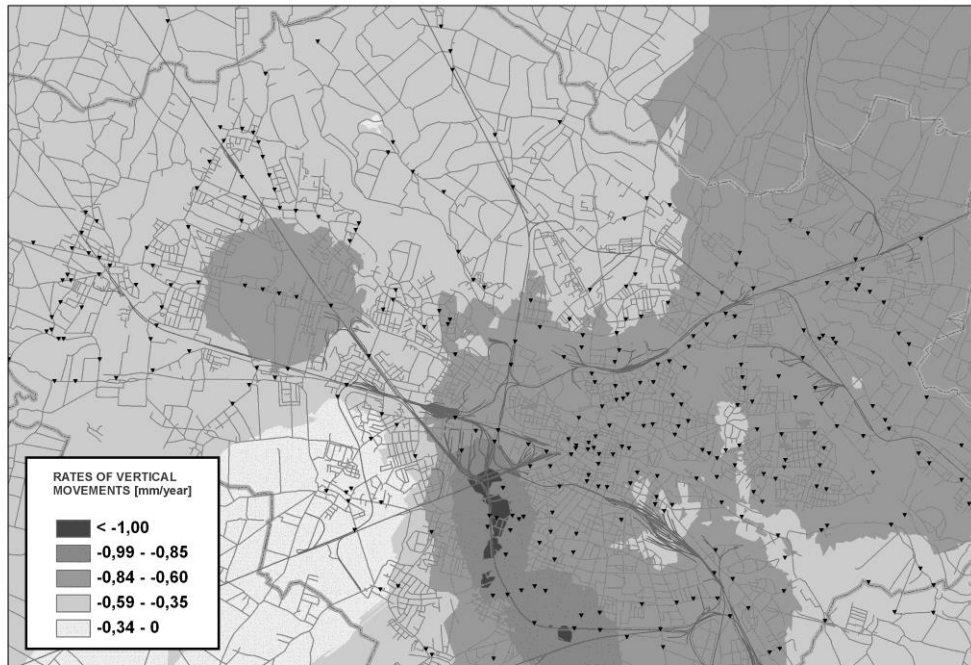 RATES OF VERTICAL
MOVEMENTS [mm/year]
< -1,00
-0,99 - -0,85
-0,84 - -0,60
-0,59 - -0,35
-0,34 - 0